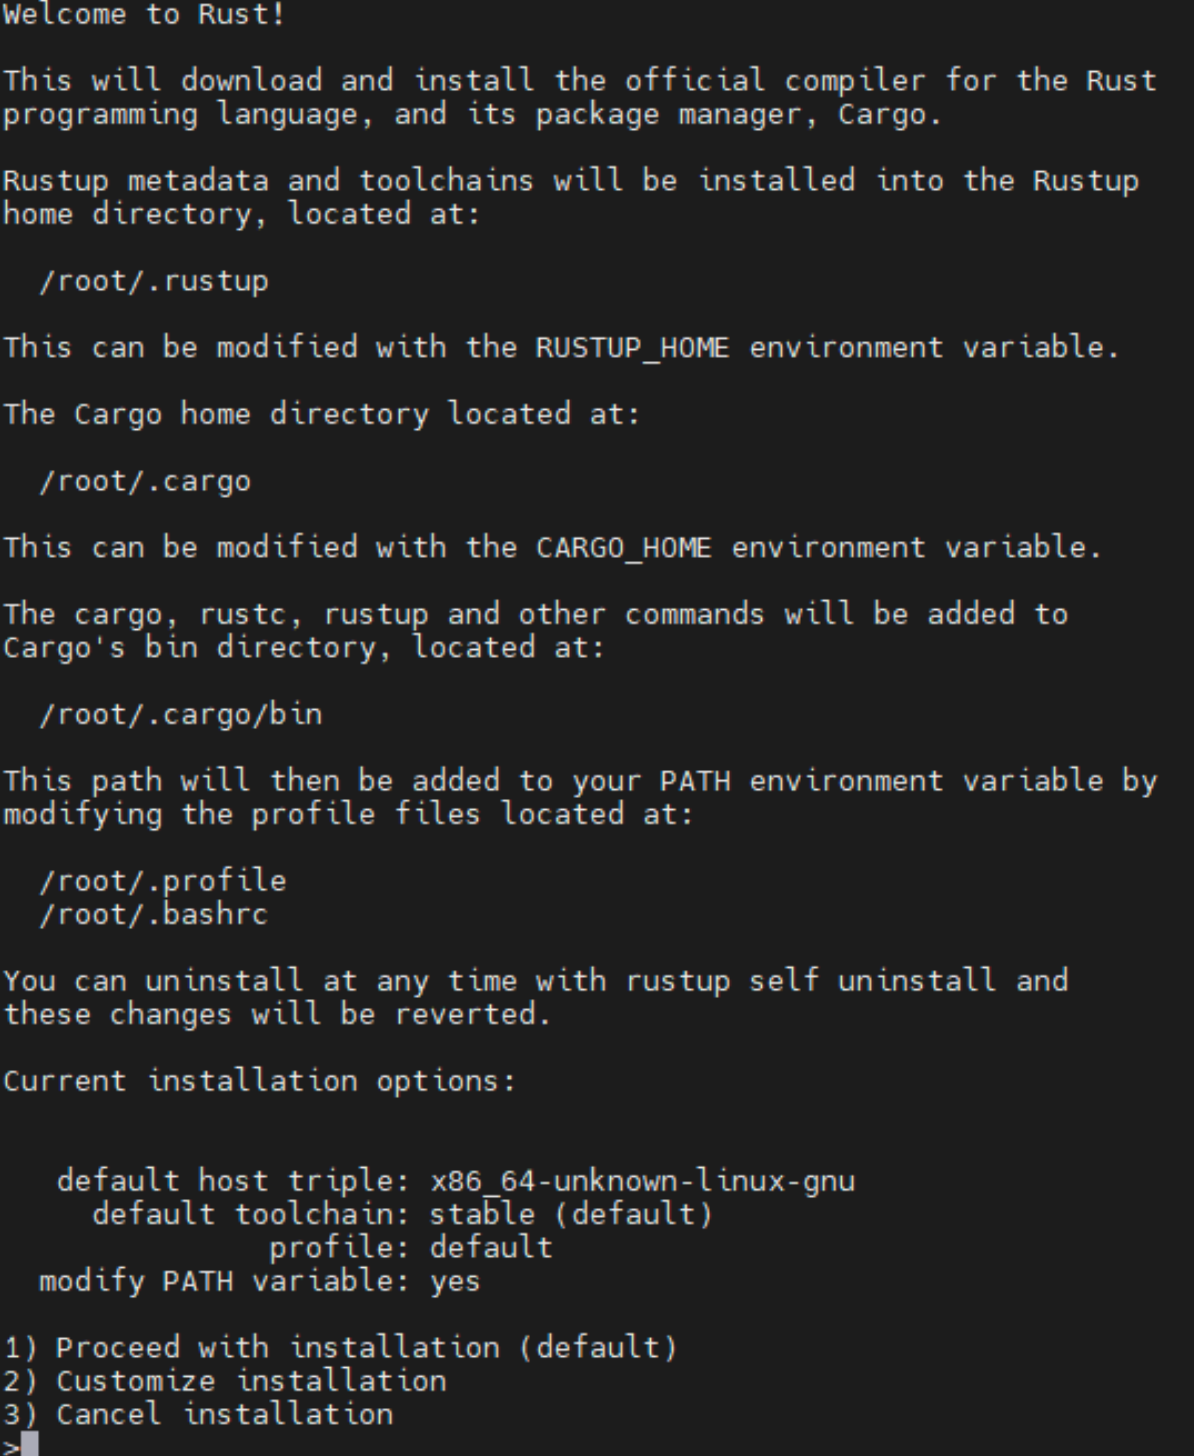 Welcome to Rust!
This will download and install the official compiler for the Rust
programming language, and its package manager, Cargo.
Rustup metadata and toolchains will be installed into the Rustup
home directory, located at:
/root/.rustup
This can be modified with the RUSTUP_HOME environment variable.
The Cargo home directory located at:
/root/.cargo
This can be modified with the CARGO_HOME environment variable.
The cargo, rustc, rustup and other commands will be added to
Cargo's bin directory, located at:
/root/.cargo/bin
This path will then be added to your PATH environment variable by
modifying the profile files located at:
/root/.profile
/root/.bashrc
You can uninstall at any time with rustup self uninstall and
these changes will be reverted.
Current installation options:
default host triple: x86_64-unknown-linux-gnu
default toolchain: stable (default)
profile: default
modify PATH variable: yes
1) Proceed with installation (default)
2) Customize installation
3) Cancel installation
>